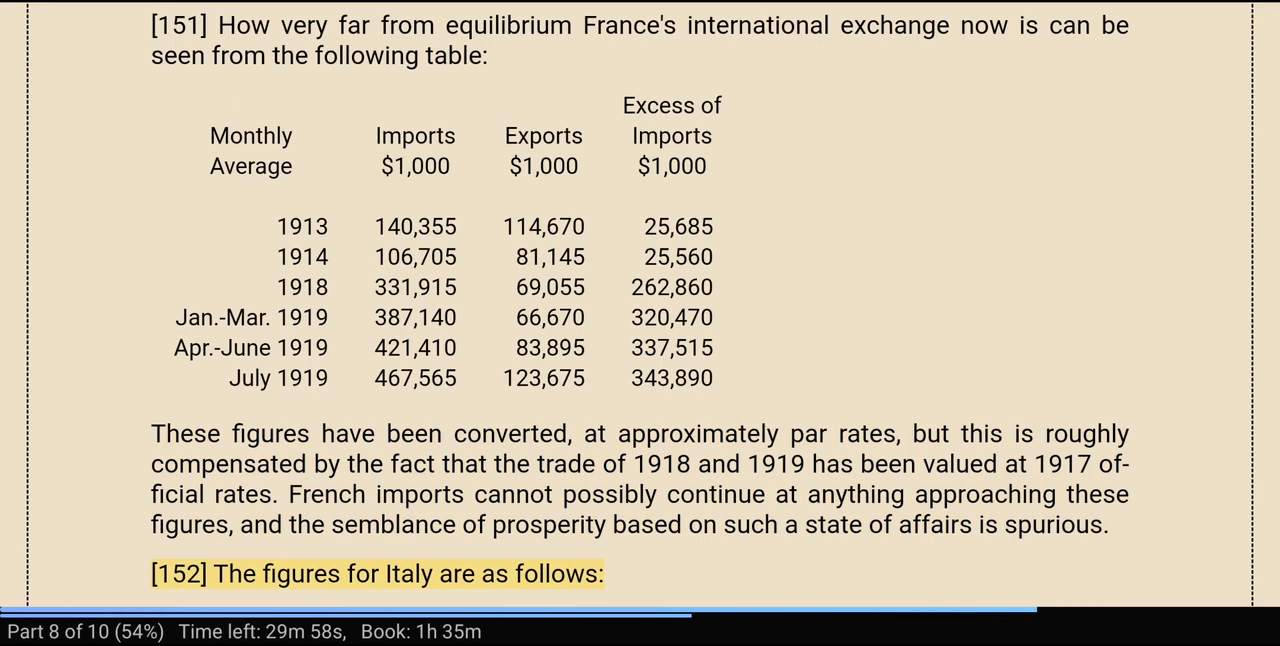 [151] How very far from equilibrium France's international exchange now is can be
seen from the following table:
Excess of
Monthly Imports Exports Imports
Average $1,000 $1,000 $1,000
1913 140,355 114,670 25,685
1914 106,705 81,145 25,560
1918 331,915 69,055 262,860
Jan.-Mar. 1919 387,140 66,670 320,470
Apr.-June 1919 421,410 83,895 337,515
July 1919 467,565 123,675 343,890
These figures have been converted, at approximately par rates, but this is roughly
compensated by the fact that the trade of 1918 and 1919 has been valued at 1917 of-
ficial rates. French imports cannot possibly continue at anything approaching these
figures, and the semblance of prosperity based on such a state of affairs is spurious.
[152] The figures for Italy are as follows:
Part 8 of 10 (54%) Time left: 29m 58s, Book: 1h 35m